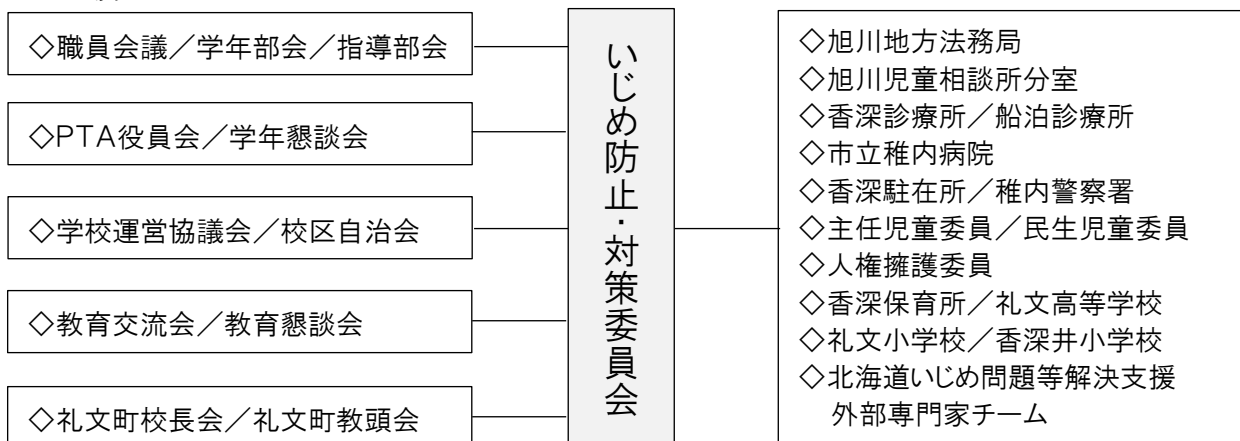 ◇職員会議／学年部会／指導部会
◇PTA役員会／学年懇談会
◇学校運営協議会／校区自治会
◇教育交流会／教育懇談会
◇礼文町校長会／礼文町教頭会
いじめ防止・対策委員会
◇旭川地方法務局
◇旭川児童相談所分室
◇香深診療所／船泊診療所
◇市立稚内病院
◇香深駐在所／稚内警察署
◇主任児童委員／民生児童委員
◇人権擁護委員
◇香深保育所／礼文高等学校
◇礼文小学校／香深井小学校
◇北海道いじめ問題等解決支援
外部専門家チーム